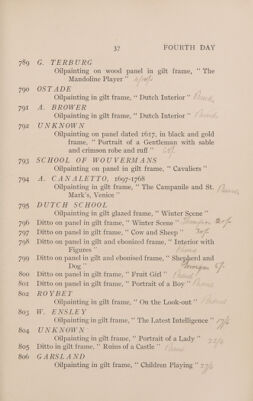 37 FOURTH DAY
789 G. TERBURG
Oilpainting on wood panel in gilt frame, " The
Mandoline Player "
790 OSTADE
Oilpainting in gilt frame, " Dutch Interior "
791 A. BROWER
Oilpainting in gilt frame, " Dutch Interior "
792 UNKNOWN
Oilpainting on panel dated 1617, in black and gold
frame, " Portrait of a Gentleman with sable
and crimson robe and ruff "
793 SCHOOL OF WOUVERMANS
Oilpainting on panel in gilt frame, " Cavaliers "
794 A. CANALETTO, 1697-1768
Oilpainting in gilt frame, " The Campanile and St.
Mark's, Venice "
795 DUTCH SCHOOL
Oilpainting in gilt glazed frame, " Winter Scene "
796 Ditto on panel in gilt frame, " Winter Scene "
797 Ditto on panel in gilt frame, " Cow and Sheep "
798 Ditto on panel in gilt and ebonized frame, " Interior with
Figures "
799 Ditto on panel in gilt and ebonised frame, " Shepherd and
Dog "
800 Ditto on panel in gilt frame, " Fruit Girl "
801 Ditto on panel in gilt frame, " Portrait of a Boy "
802 ROYBET
Oilpainting in gilt frame, " On the Look-out "
803 W. ENSLEY
Oilpainting in gilt frame, " The Latest Intelligence "
804 UNKNOWN
Oilpainting in gilt frame, " Portrait of a Lady "
805 Ditto in gilt frame, " Ruins of a Castle "
806 GARSLAND
Oilpainting in gilt frame, " Children Playing "